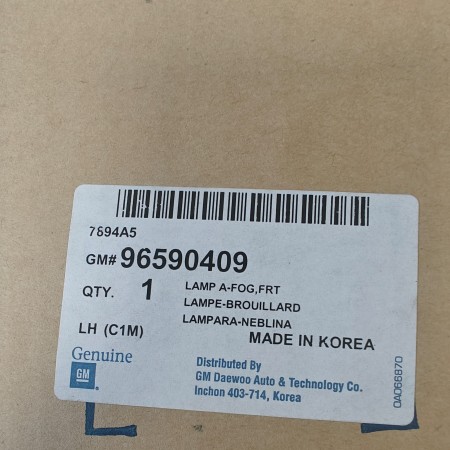 7894A5
GM# 96590409
QTY. 1 LAMP A-FOG,FRT
LAMPE-BROUILLARD
LAMPARA-NEBLINA
LH (C1M) MADE IN KOREA
Genuine
GM
Distributed By
GM Daewoo Auto & Technology Co.
Inchon 403-714, Korea
OAD66870